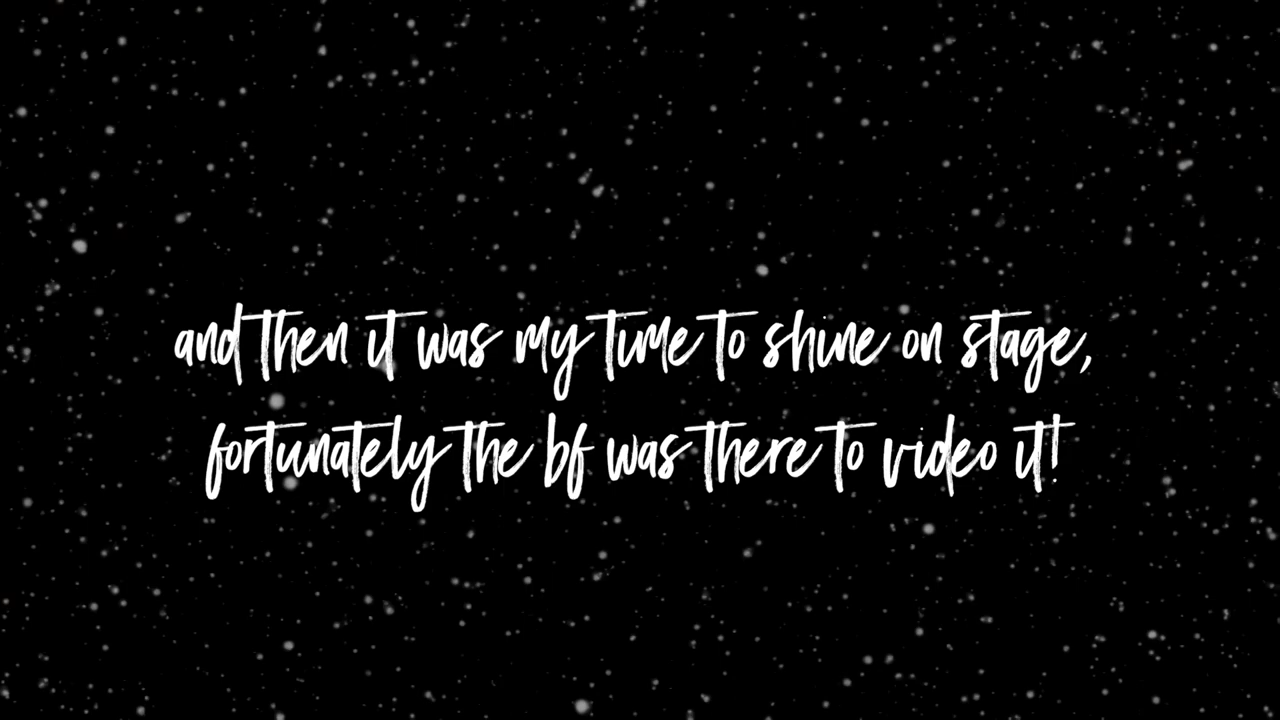 and then it was my time to shine on stage,
fortunately the bf was there to video it!